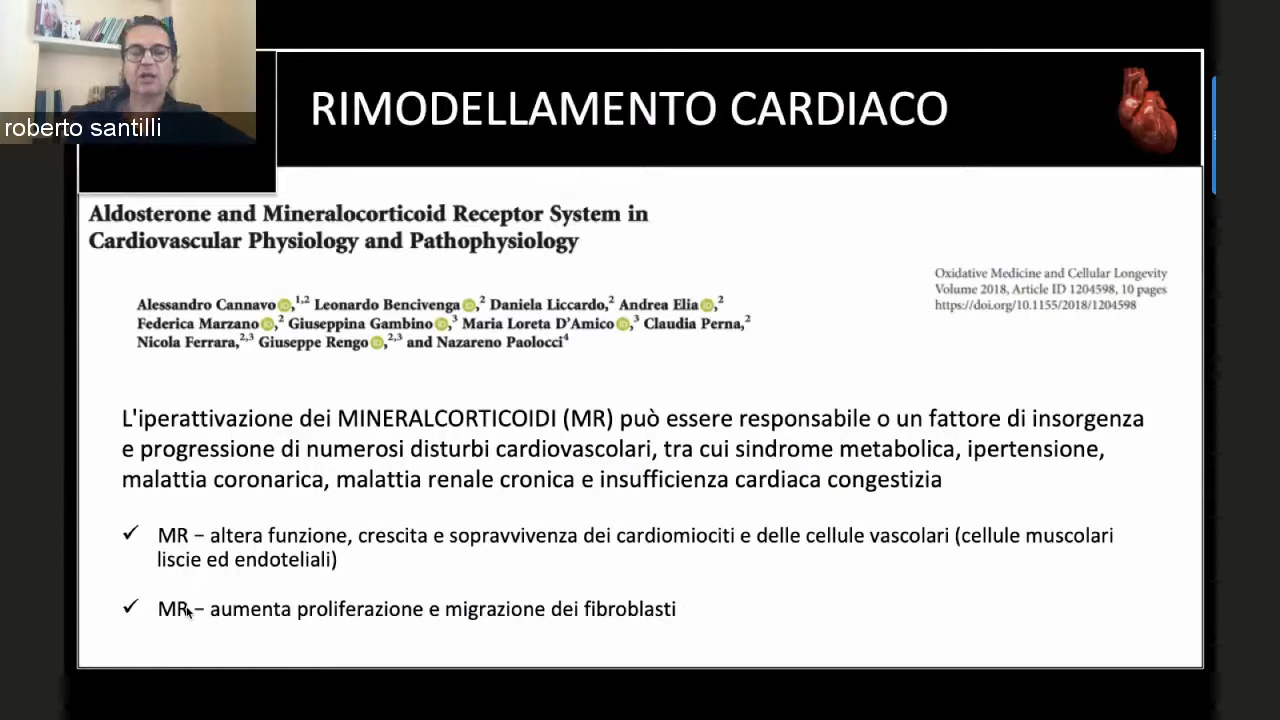 roberto santilli
RIMODELLAMENTO CARDIACO
Aldosterone and Mineralocorticoid Receptor System in
Cardiovascular Physiology and Pathophysiology
Oxidative Medicine and Cellular Longevity
Volume 2018, Article ID 1204598, 10 pages
https://doi.org/10.1155/2018/1204598
Alessandro Cannavo,1,2 Leonardo Bencivenga,2 Daniela Liccardo,2 Andrea Elia,2
Federica Marzano,2 Giuseppina Gambino,3 Maria Loreta D'Amico,3 Claudia Perna,2
Nicola Ferrara,2,3 Giuseppe Rengo,2,3 and Nazareno Paolocci4
L'iperattivazione dei MINERALCORTICOIDI (MR) può essere responsabile o un fattore di insorgenza
e progressione di numerosi disturbi cardiovascolari, tra cui sindrome metabolica, ipertensione,
malattia coronarica, malattia renale cronica e insufficienza cardiaca congestizia
✓ MR – altera funzione, crescita e sopravvivenza dei cardiomiociti e delle cellule vascolari (cellule muscolari
liscie ed endoteliali)
✓ MR – aumenta proliferazione e migrazione dei fibroblasti